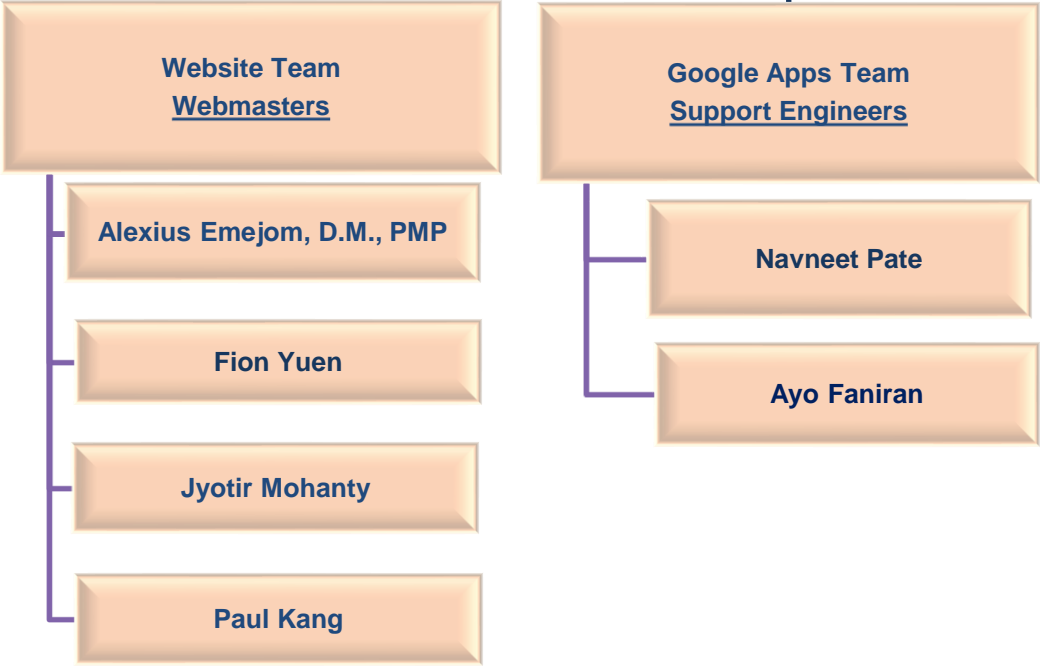 Website Team
Webmasters
Alexius Emejom, D.M., PMP
Fion Yuen
Jyotir Mohanty
Paul Kang
Google Apps Team
Support Engineers
Navneet Pate
Ayo Faniran